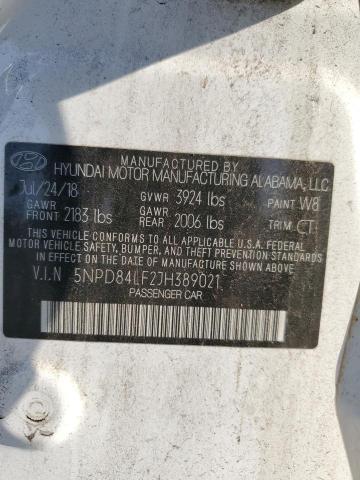 MANUFACTURED BY
HYUNDAI MOTOR MANUFACTURING ALABAMA, LLC
Jul/24/18 GVWR 3924 lbs PAINT W8
GAWR FRONT 2183 lbs GAWR REAR 2006 lbs TRIM CT
THIS VEHICLE CONFORMS TO ALL APPLICABLE U.S.A. FEDERAL
MOTOR VEHICLE SAFETY, BUMPER, AND THEFT PREVENTION STANDARDS
IN EFFECT ON THE DATE OF MANUFACTURE SHOWN ABOVE.
V.I.N 5NPD84LF2JH389021
PASSENGER CAR